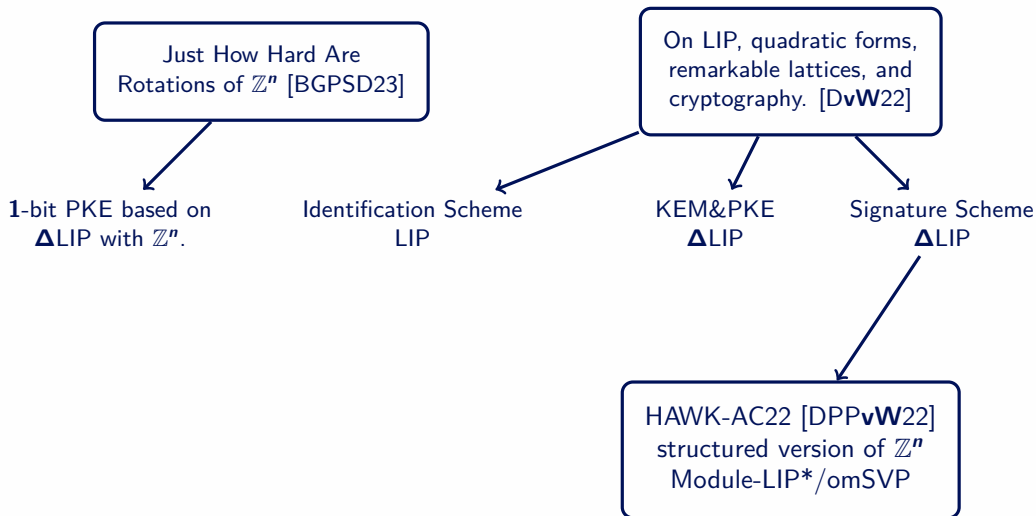 Just How Hard Are
Rotations of ℤⁿ [BGPSD23]
On LIP, quadratic forms,
remarkable lattices, and
cryptography. [DvW22]
1-bit PKE based on
ΔLIP with ℤⁿ.
Identification Scheme
LIP
KEM&PKE
ΔLIP
Signature Scheme
ΔLIP
HAWK-AC22 [DPPvW22]
structured version of ℤⁿ
Module-LIP*/omSVP